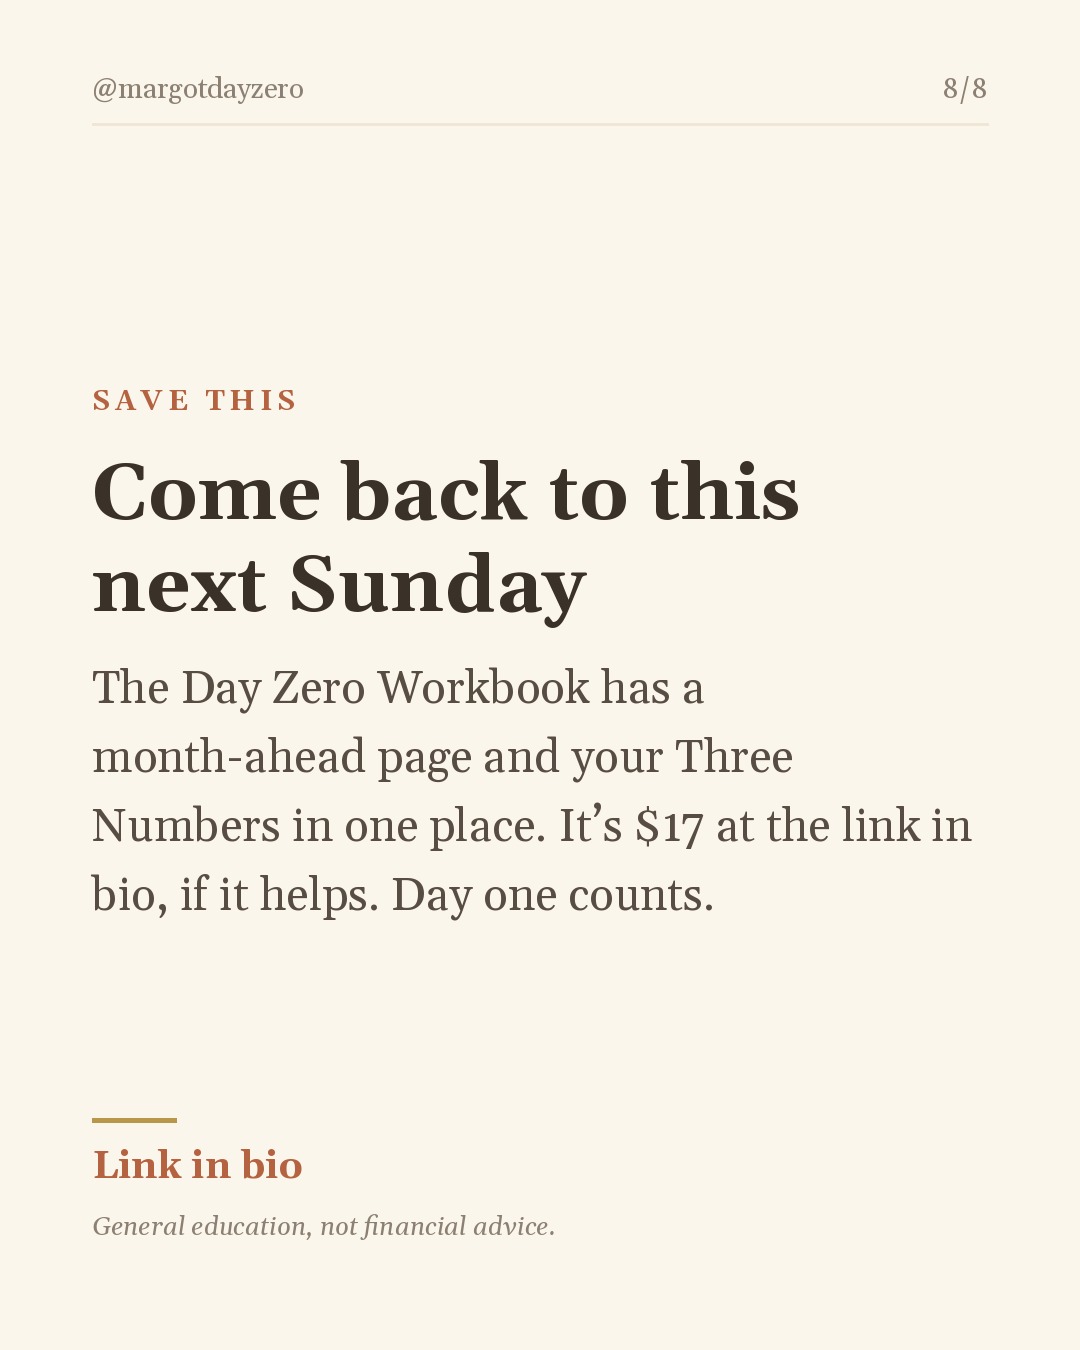 @margotdayzero
8/8
SAVE THIS
Come back to this
next Sunday
The Day Zero Workbook has a
month-ahead page and your Three
Numbers in one place. It’s $17 at the link in
bio, if it helps. Day one counts.
Link in bio
General education, not financial advice.